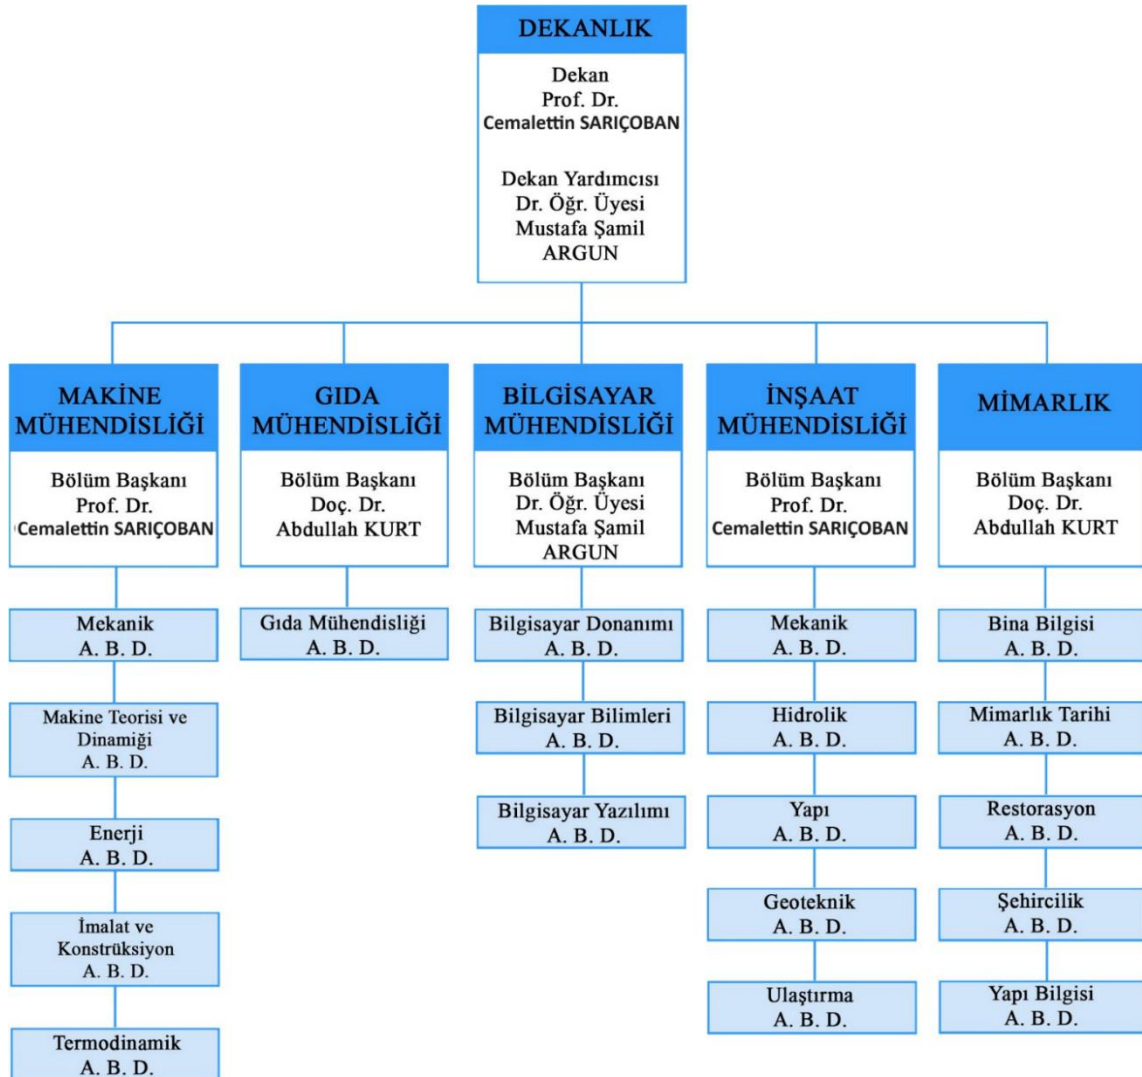 DEKANLIK
Dekan
Prof. Dr.
Cemalettin SARIÇOBAN
Dekan Yardımcısı
Dr. Öğr. Üyesi
Mustafa Şamil
ARGUN
MAKİNE
MÜHENDİSLİĞİ
Bölüm Başkanı
Prof. Dr.
Cemalettin SARIÇOBAN
Mekanik
A. B. D.
Makine Teorisi ve
Dinamiği
A. B. D.
Enerji
A. B. D.
İmalat ve
Konstrüksiyon
A. B. D.
Termodinamik
A. B. D.
GIDA
MÜHENDİSLİĞİ
Bölüm Başkanı
Doç. Dr.
Abdullah KURT
Gıda Mühendisliği
A. B. D.
BİLGİSAYAR
MÜHENDİSLİĞİ
Bölüm Başkanı
Dr. Öğr. Üyesi
Mustafa Şamil
ARGUN
Bilgisayar Donanımı
A. B. D.
Bilgisayar Bilimleri
A. B. D.
Bilgisayar Yazılımı
A. B. D.
İNŞAAT
MÜHENDİSLİĞİ
Bölüm Başkanı
Prof. Dr.
Cemalettin SARIÇOBAN
Mekanik
A. B. D.
Hidrolik
A. B. D.
Yapı
A. B. D.
Geoteknik
A. B. D.
Ulaştırma
A. B. D.
MİMARLIK
Bölüm Başkanı
Doç. Dr.
Abdullah KURT
Bina Bilgisi
A. B. D.
Mimarlık Tarihi
A. B. D.
Restorasyon
A. B. D.
Şehircilik
A. B. D.
Yapı Bilgisi
A. B. D.